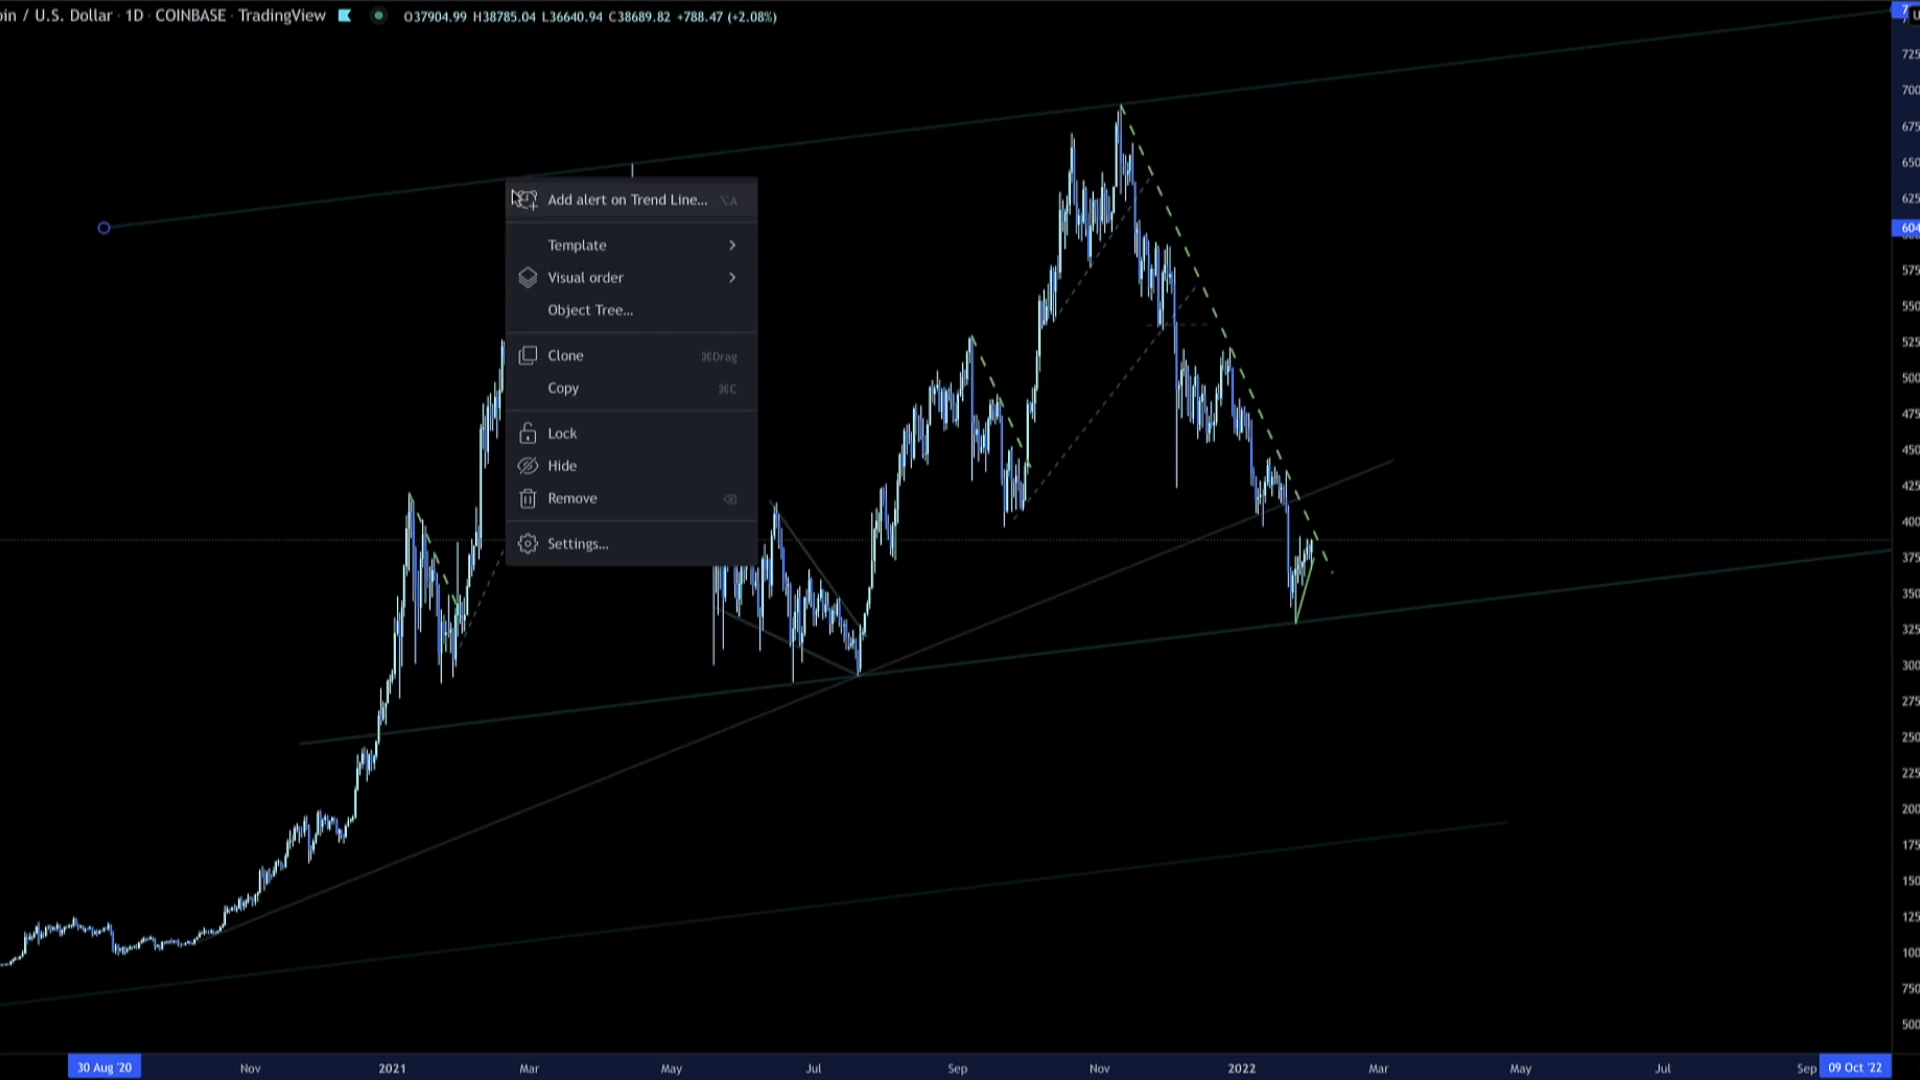 oin / U.S. Dollar · 1D · COINBASE · TradingView O37904.99 H38785.04 L36640.94 C38689.82 +788.47 (+2.08%)
7
U
725
700
675
650
Add alert on Trend Line... ⌥A
625
604
Template
575
Visual order
550
Object Tree...
525
Clone ⌘Drag
500
Copy ⌘C
475
Lock
450
Hide
425
Remove ⌫
400
Settings...
375
350
325
300
275
250
225
200
175
150
125
100
750
500
30 Aug '20 Nov 2021 Mar May Jul Sep Nov 2022 Mar May Jul Sep 09 Oct '22